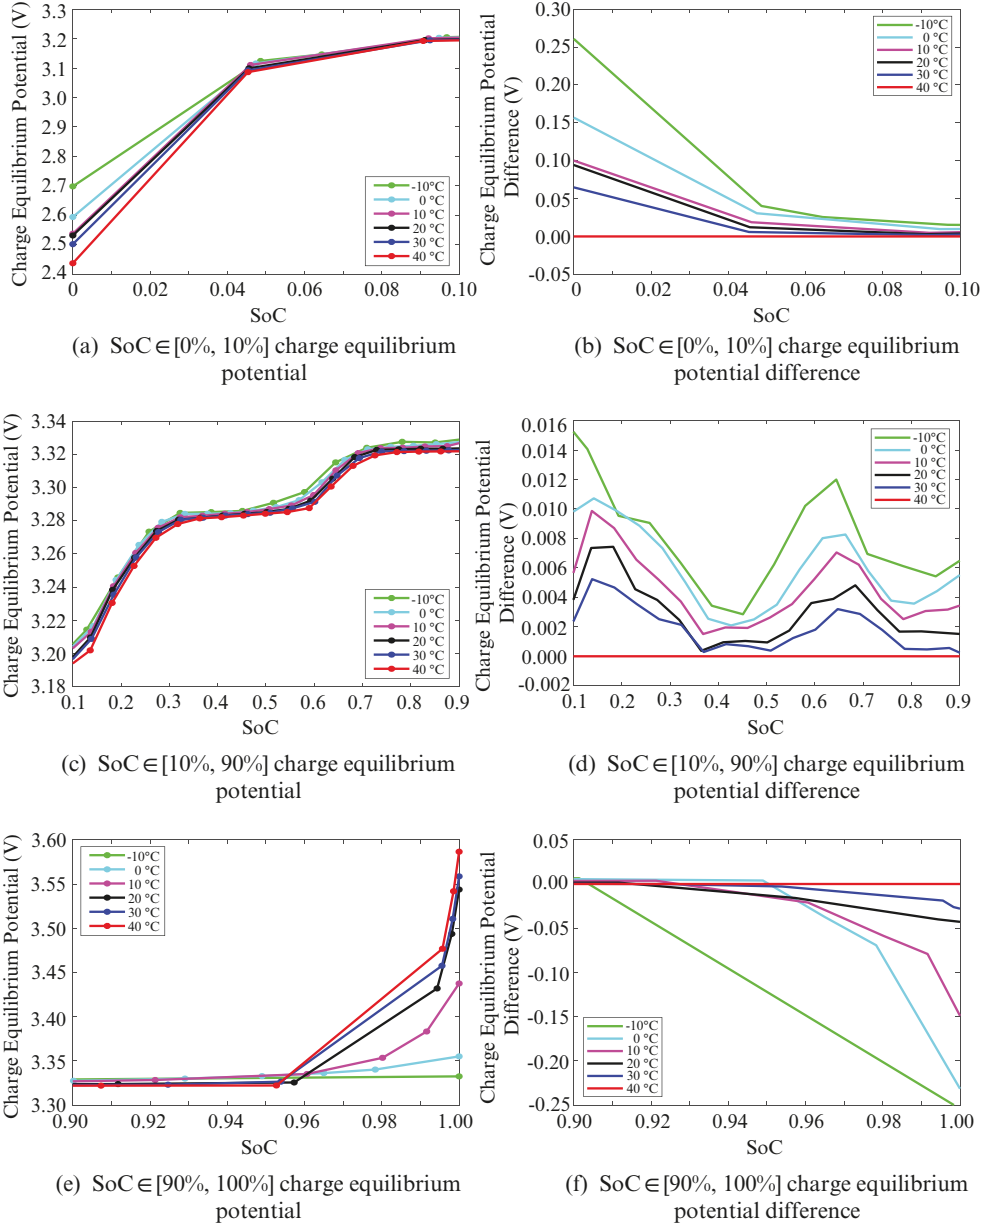 Charge Equilibrium Potential (V)
3.3
3.2
3.1
3.0
2.9
2.8
2.7
2.6
2.5
2.4
-10°C
0 °C
10 °C
20 °C
30 °C
40 °C
0 0.02 0.04 0.06 0.08 0.10
SoC
(a) SoC∈[0%, 10%] charge equilibrium
potential
Charge Equilibrium Potential
Difference (V)
0.30
0.25
0.20
0.15
0.10
0.05
0.00
-0.05
-10°C
0 °C
10 °C
20 °C
30 °C
40 °C
0 0.02 0.04 0.06 0.08 0.10
SoC
(b) SoC∈[0%, 10%] charge equilibrium
potential difference
Charge Equilibrium Potential (V)
3.34
3.32
3.30
3.28
3.26
3.24
3.22
3.20
3.18
-10°C
0 °C
10 °C
20 °C
30 °C
40 °C
0.1 0.2 0.3 0.4 0.5 0.6 0.7 0.8 0.9
SoC
(c) SoC∈[10%, 90%] charge equilibrium
potential
Charge Equilibrium Potential
Difference (V)
0.016
0.014
0.012
0.010
0.008
0.006
0.004
0.002
0.000
-0.002
-10°C
0 °C
10 °C
20 °C
30 °C
40 °C
0.1 0.2 0.3 0.4 0.5 0.6 0.7 0.8 0.9
SoC
(d) SoC∈[10%, 90%] charge equilibrium
potential difference
Charge Equilibrium Potential (V)
3.60
3.55
3.50
3.45
3.40
3.35
3.30
-10°C
0 °C
10 °C
20 °C
30 °C
40 °C
0.90 0.92 0.94 0.96 0.98 1.00
SoC
(e) SoC∈[90%, 100%] charge equilibrium
potential
Charge Equilibrium Potential
Difference (V)
0.05
0.00
-0.05
-0.10
-0.15
-0.20
-0.25
-10°C
0 °C
10 °C
20 °C
30 °C
40 °C
0.90 0.92 0.94 0.96 0.98 1.00
SoC
(f) SoC∈[90%, 100%] charge equilibrium
potential difference